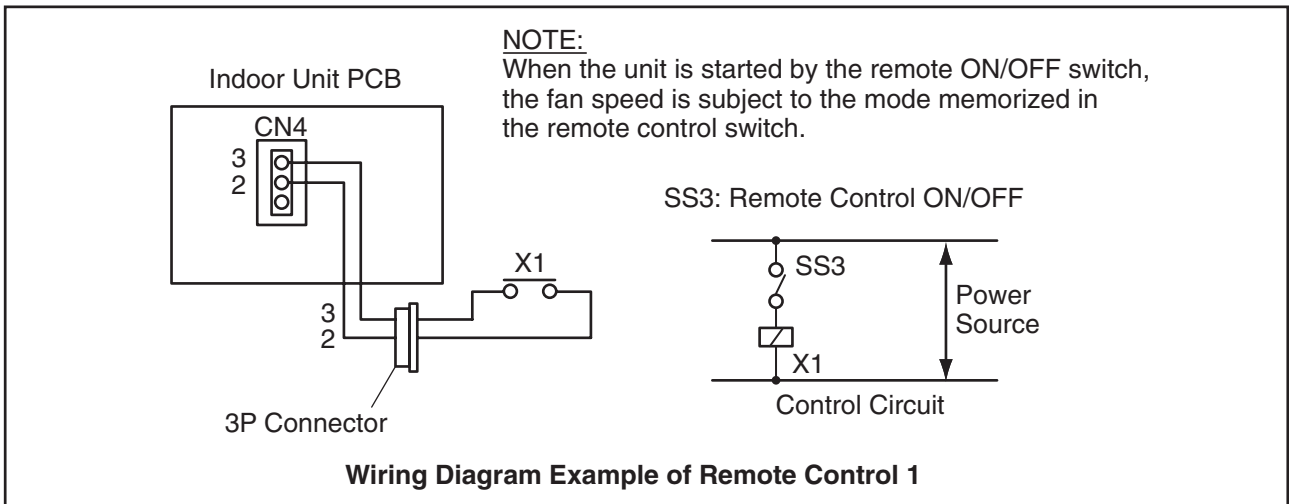 NOTE:
When the unit is started by the remote ON/OFF switch,
the fan speed is subject to the mode memorized in
the remote control switch.
Indoor Unit PCB
CN4
3
2
X1
3
2
3P Connector
SS3: Remote Control ON/OFF
SS3
Power
Source
X1
Control Circuit
Wiring Diagram Example of Remote Control 1